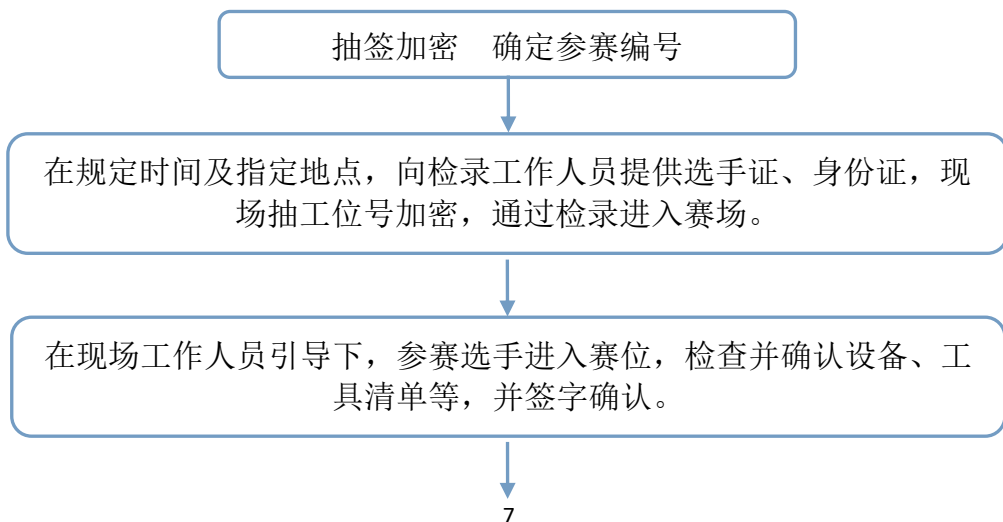 抽签加密　确定参赛编号
在规定时间及指定地点，向检录工作人员提供选手证、身份证，现
场抽工位号加密，通过检录进入赛场。
在现场工作人员引导下，参赛选手进入赛位，检查并确认设备、工
具清单等，并签字确认。
7